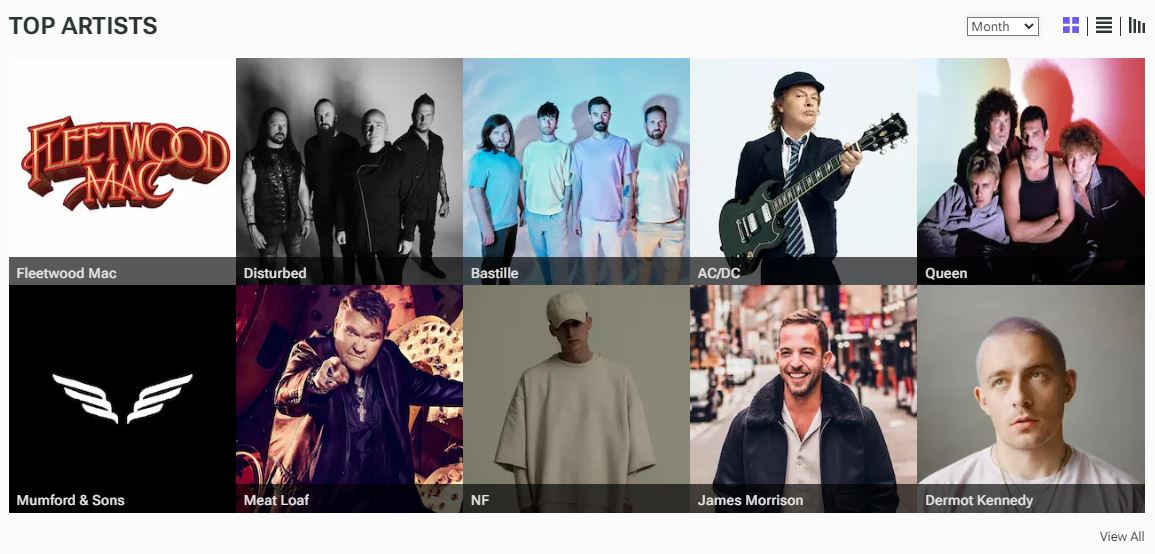 TOP ARTISTS
Month
FLEETWOOD
MAC
Fleetwood Mac
Disturbed
Bastille
AC/DC
Queen
Mumford & Sons
Meat Loaf
NF
James Morrison
Dermot Kennedy
View All